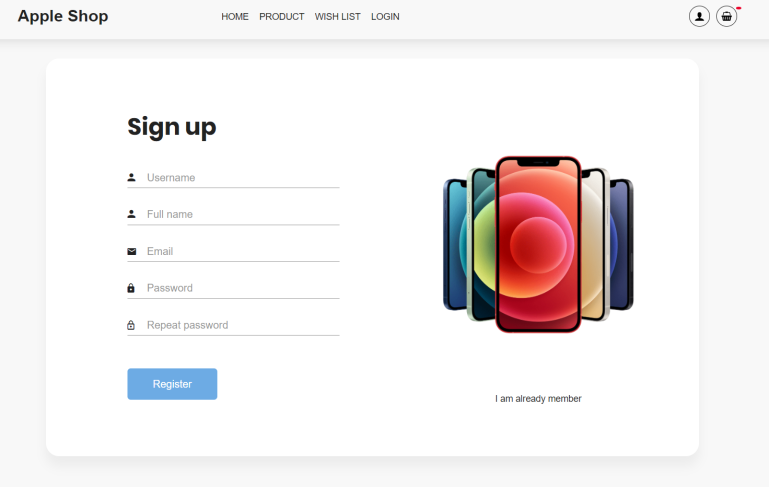 Apple Shop
HOME PRODUCT WISH LIST LOGIN
Sign up
Username
Full name
Email
Password
Repeat password
Register
I am already member